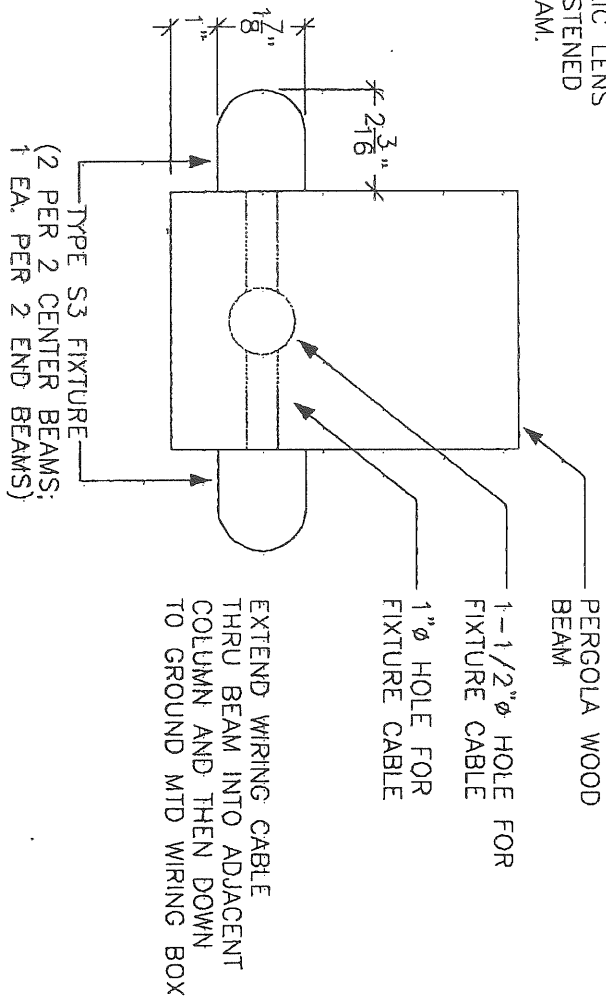 IC LENS
STENED
AM.
1"
1 7/8"
2 3/16"
PERGOLA WOOD
BEAM
1-1/2"ø HOLE FOR
FIXTURE CABLE
1"ø HOLE FOR
FIXTURE CABLE
EXTEND WIRING CABLE
THRU BEAM INTO ADJACENT
COLUMN AND THEN DOWN
TO GROUND MTD WIRING BOX
TYPE S3 FIXTURE
(2 PER 2 CENTER BEAMS;
1 EA. PER 2 END BEAMS)